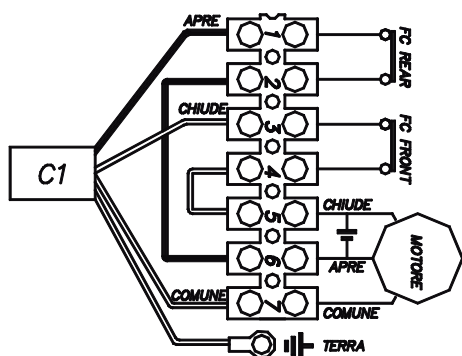 APRE
1
FC REAR
2
CHIUDE
3
FC FRONT
4
C1
5
CHIUDE
MOTORE
6
APRE
COMUNE
7
COMUNE
TERRA